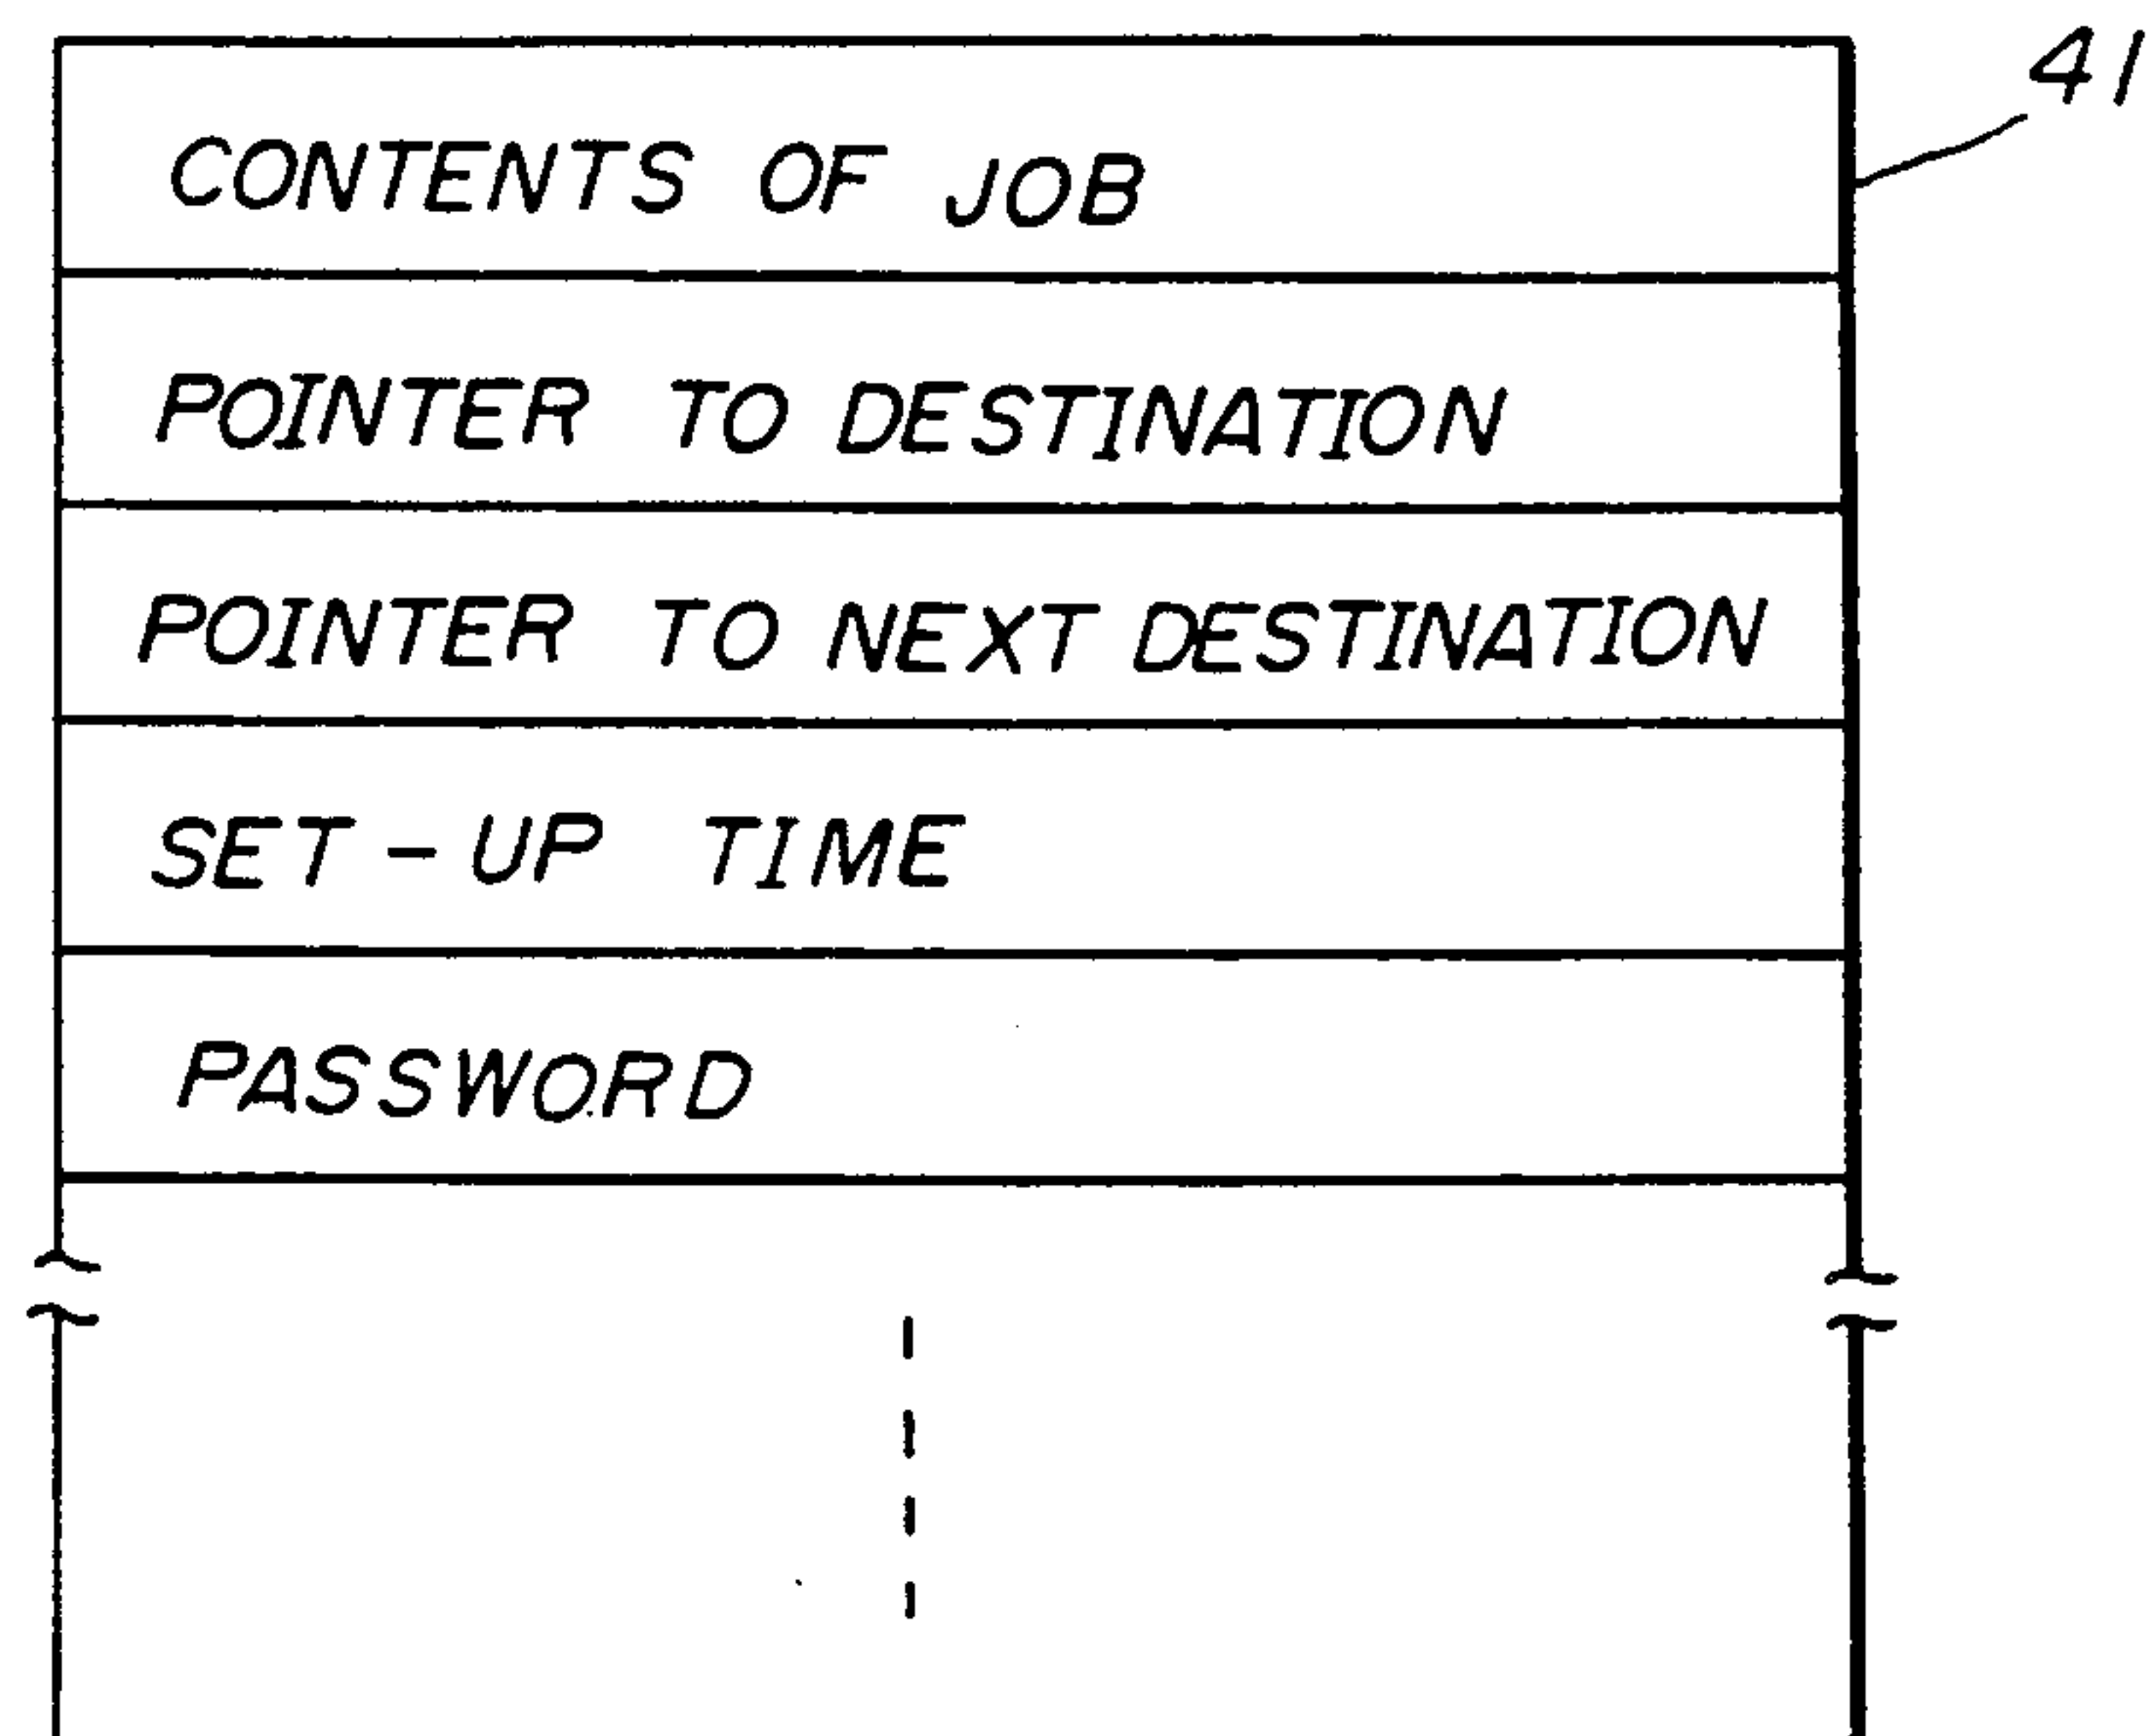 41
CONTENTS OF JOB
POINTER TO DESTINATION
POINTER TO NEXT DESTINATION
SET-UP TIME
PASSWORD